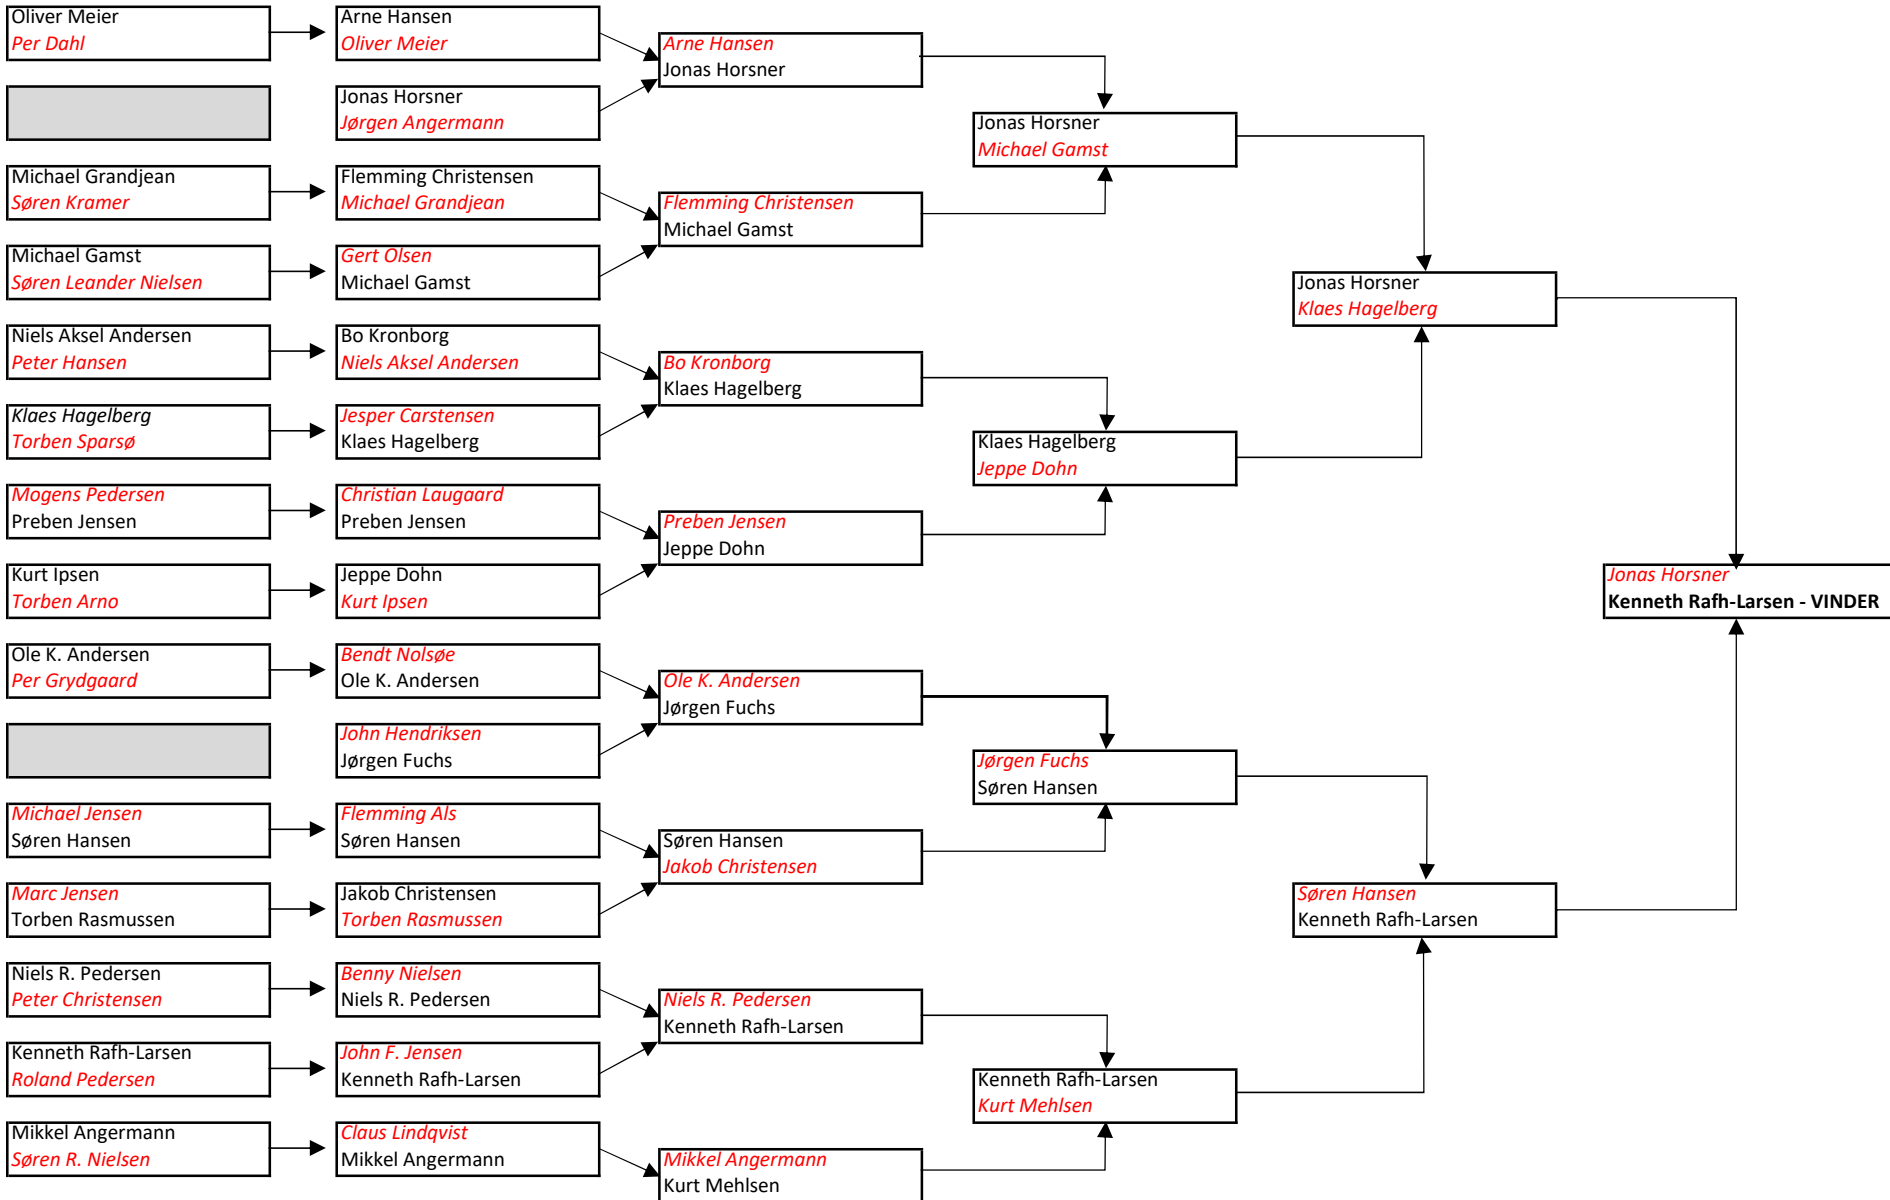 Oliver Meier
Per Dahl
Michael Grandjean
Søren Kramer
Michael Gamst
Søren Leander Nielsen
Niels Aksel Andersen
Peter Hansen
Klaes Hagelberg
Torben Sparsø
Mogens Pedersen
Preben Jensen
Kurt Ipsen
Torben Arno
Ole K. Andersen
Per Grydgaard
Michael Jensen
Søren Hansen
Marc Jensen
Torben Rasmussen
Niels R. Pedersen
Peter Christensen
Kenneth Rafh-Larsen
Roland Pedersen
Mikkel Angermann
Søren R. Nielsen
Arne Hansen
Oliver Meier
Jonas Horsner
Jørgen Angermann
Flemming Christensen
Michael Grandjean
Gert Olsen
Michael Gamst
Bo Kronborg
Niels Aksel Andersen
Jesper Carstensen
Klaes Hagelberg
Christian Laugaard
Preben Jensen
Jeppe Dohn
Kurt Ipsen
Bendt Nolsøe
Ole K. Andersen
John Hendriksen
Jørgen Fuchs
Flemming Als
Søren Hansen
Jakob Christensen
Torben Rasmussen
Benny Nielsen
Niels R. Pedersen
John F. Jensen
Kenneth Rafh-Larsen
Claus Lindqvist
Mikkel Angermann
Arne Hansen
Jonas Horsner
Flemming Christensen
Michael Gamst
Bo Kronborg
Klaes Hagelberg
Preben Jensen
Jeppe Dohn
Ole K. Andersen
Jørgen Fuchs
Søren Hansen
Jakob Christensen
Niels R. Pedersen
Kenneth Rafh-Larsen
Mikkel Angermann
Kurt Mehlsen
Jonas Horsner
Michael Gamst
Klaes Hagelberg
Jeppe Dohn
Jørgen Fuchs
Søren Hansen
Kenneth Rafh-Larsen
Kurt Mehlsen
Jonas Horsner
Klaes Hagelberg
Søren Hansen
Kenneth Rafh-Larsen
Jonas Horsner
Kenneth Rafh-Larsen - VINDER